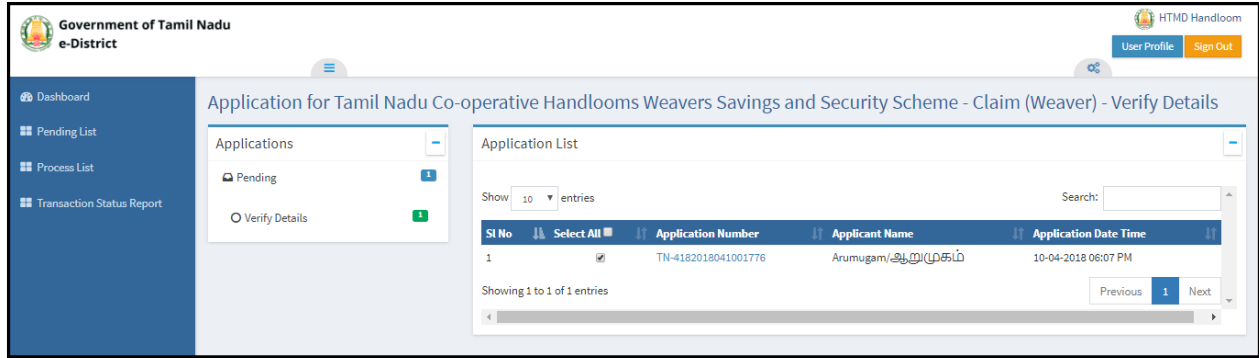 Government of Tamil Nadu
e-District
HTMD Handloom
User Profile Sign Out
Dashboard
Pending List
Process List
Transaction Status Report
Application for Tamil Nadu Co-operative Handlooms Weavers Savings and Security Scheme - Claim (Weaver) - Verify Details
Applications
Pending 1
Verify Details 1
Application List
Show 10 entries Search:
Sl No Select All Application Number Applicant Name Application Date Time
1 TN-4182018041001776 Arumugam/ஆறுமுகம் 10-04-2018 06:07 PM
Showing 1 to 1 of 1 entries
Previous 1 Next